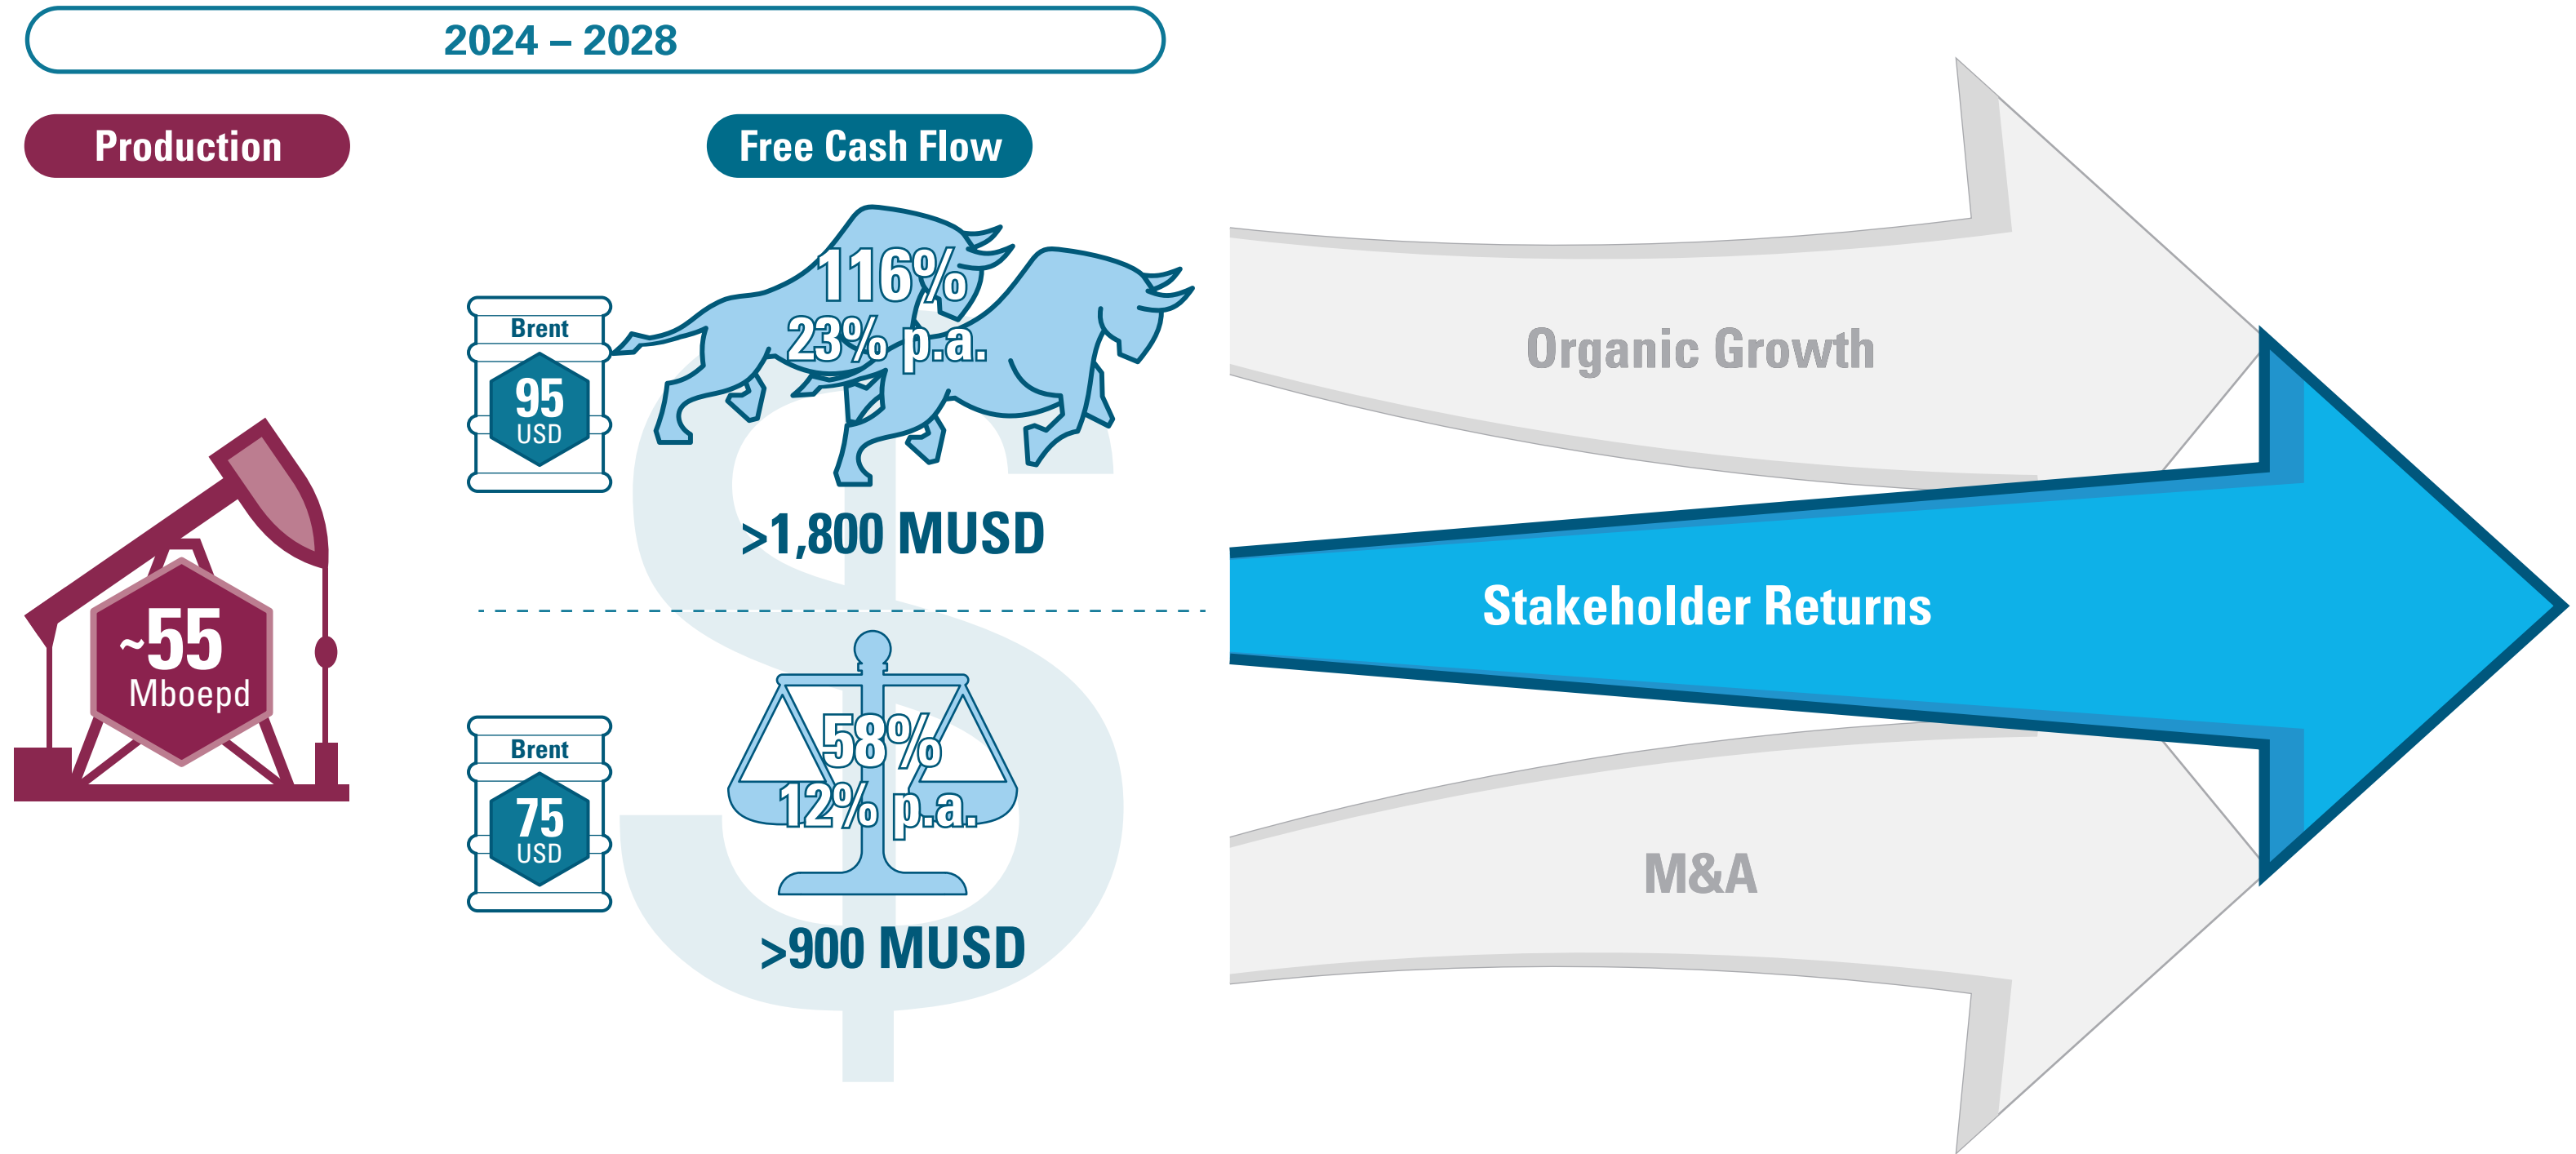 2024 – 2028
Production
Free Cash Flow
116%
23% p.a.
Brent
95
USD
>1,800 MUSD
~55
Mboepd
58%
12% p.a.
Brent
75
USD
>900 MUSD
Organic Growth
Stakeholder Returns
M&A